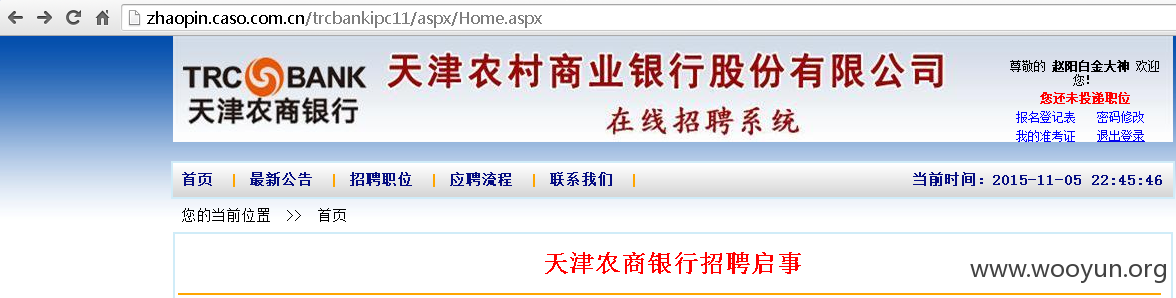 zhaopin.caso.com.cn/trcbankipc11/aspx/Home.aspx
TRC BANK
天津农商银行
天津农村商业银行股份有限公司
在线招聘系统
尊敬的 赵阳白金大神 欢迎
您!
您还未投递职位
报名登记表 密码修改
我的准考证 退出登录
首页 | 最新公告 | 招聘职位 | 应聘流程 | 联系我们 |
当前时间：2015-11-05 22:45:46
您的当前位置 >> 首页
天津农商银行招聘启事
www.wooyun.org